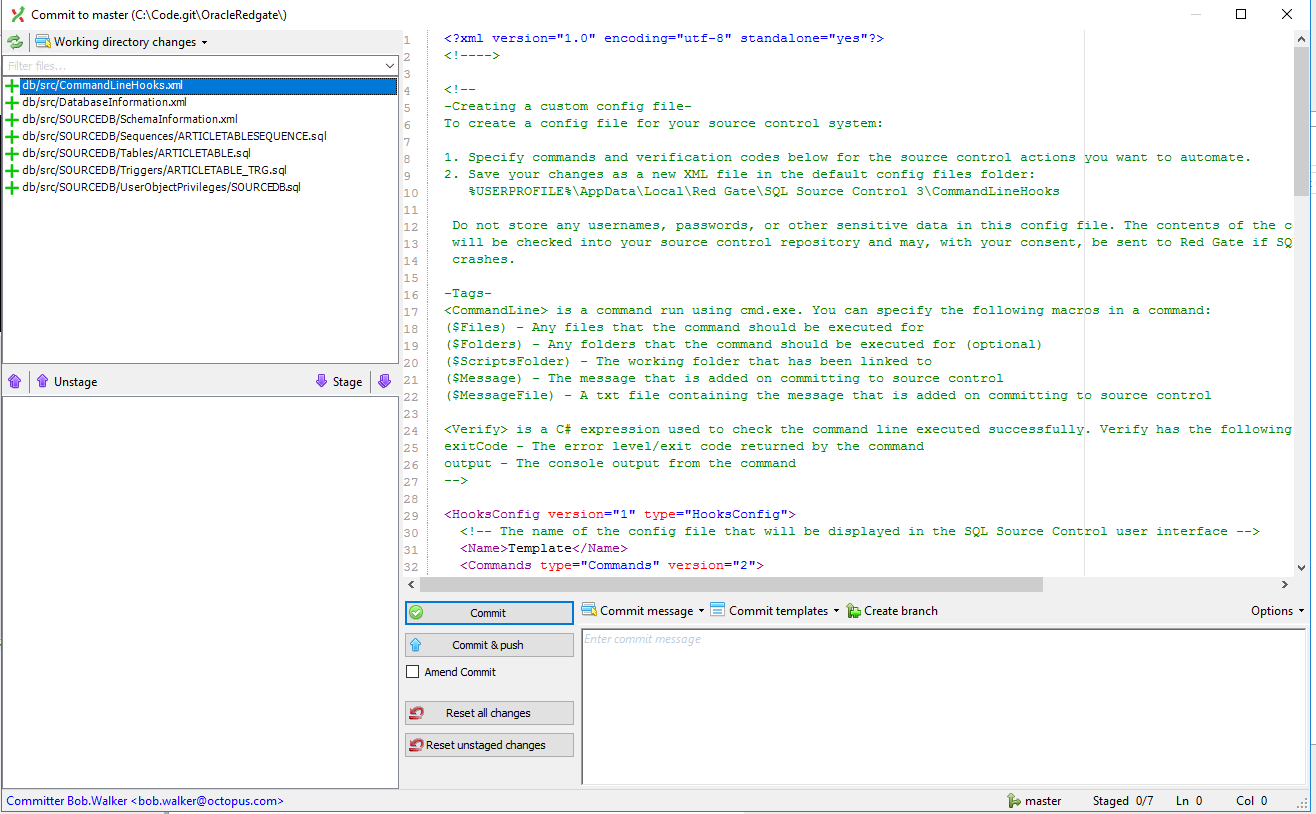 Commit to master (C:\Code.git\OracleRedgate\)
Working directory changes
Filter files...
db/src/CommandLineHooks.xml
db/src/DatabaseInformation.xml
db/src/SOURCEDB/SchemaInformation.xml
db/src/SOURCEDB/Sequences/ARTICLETABLESEQUENCE.sql
db/src/SOURCEDB/Tables/ARTICLETABLE.sql
db/src/SOURCEDB/Triggers/ARTICLETABLE_TRG.sql
db/src/SOURCEDB/UserObjectPrivileges/SOURCEDB.sql
Unstage
Stage
1 <?xml version="1.0" encoding="utf-8" standalone="yes"?>
2 <!---->
3
4 <!--
5 -Creating a custom config file-
6 To create a config file for your source control system:
7
8 1. Specify commands and verification codes below for the source control actions you want to automate.
9 2. Save your changes as a new XML file in the default config files folder:
10 %USERPROFILE%\AppData\Local\Red Gate\SQL Source Control 3\CommandLineHooks
11
12 Do not store any usernames, passwords, or other sensitive data in this config file. The contents of the c
13 will be checked into your source control repository and may, with your consent, be sent to Red Gate if SQ
14 crashes.
15
16 -Tags-
17 <CommandLine> is a command run using cmd.exe. You can specify the following macros in a command:
18 ($Files) - Any files that the command should be executed for
19 ($Folders) - Any folders that the command should be executed for (optional)
20 ($ScriptsFolder) - The working folder that has been linked to
21 ($Message) - The message that is added on committing to source control
22 ($MessageFile) - A txt file containing the message that is added on committing to source control
23
24 <Verify> is a C# expression used to check the command line executed successfully. Verify has the following
25 exitCode - The error level/exit code returned by the command
26 output - The console output from the command
27 -->
28
29 <HooksConfig version="1" type="HooksConfig">
30 <!-- The name of the config file that will be displayed in the SQL Source Control user interface -->
31 <Name>Template</Name>
32 <Commands type="Commands" version="2">
Commit
Commit & push
Amend Commit
Reset all changes
Reset unstaged changes
Commit message
Commit templates
Create branch
Options
Enter commit message
Committer Bob.Walker <bob.walker@octopus.com>
master
Staged 0/7
Ln 0
Col 0